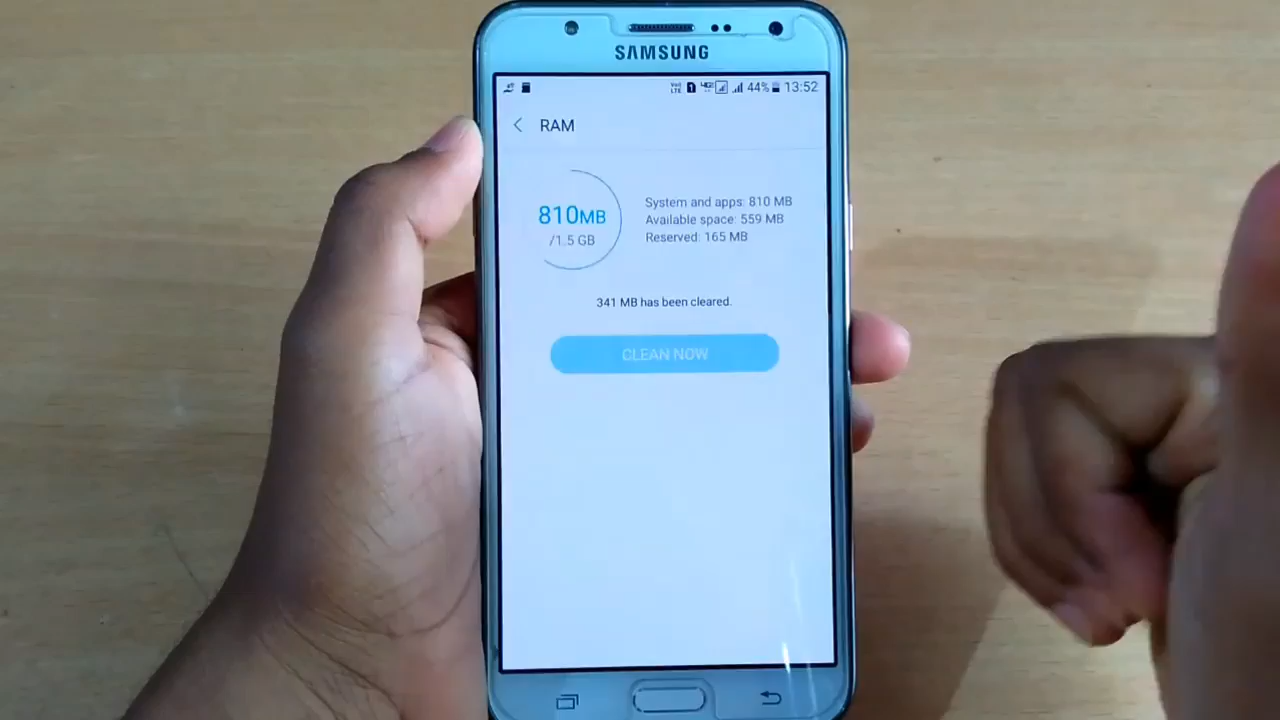 SAMSUNG
44% 13:52
RAM
810MB
/1.5 GB
System and apps: 810 MB
Available space: 559 MB
Reserved: 165 MB
341 MB has been cleared.
CLEAN NOW